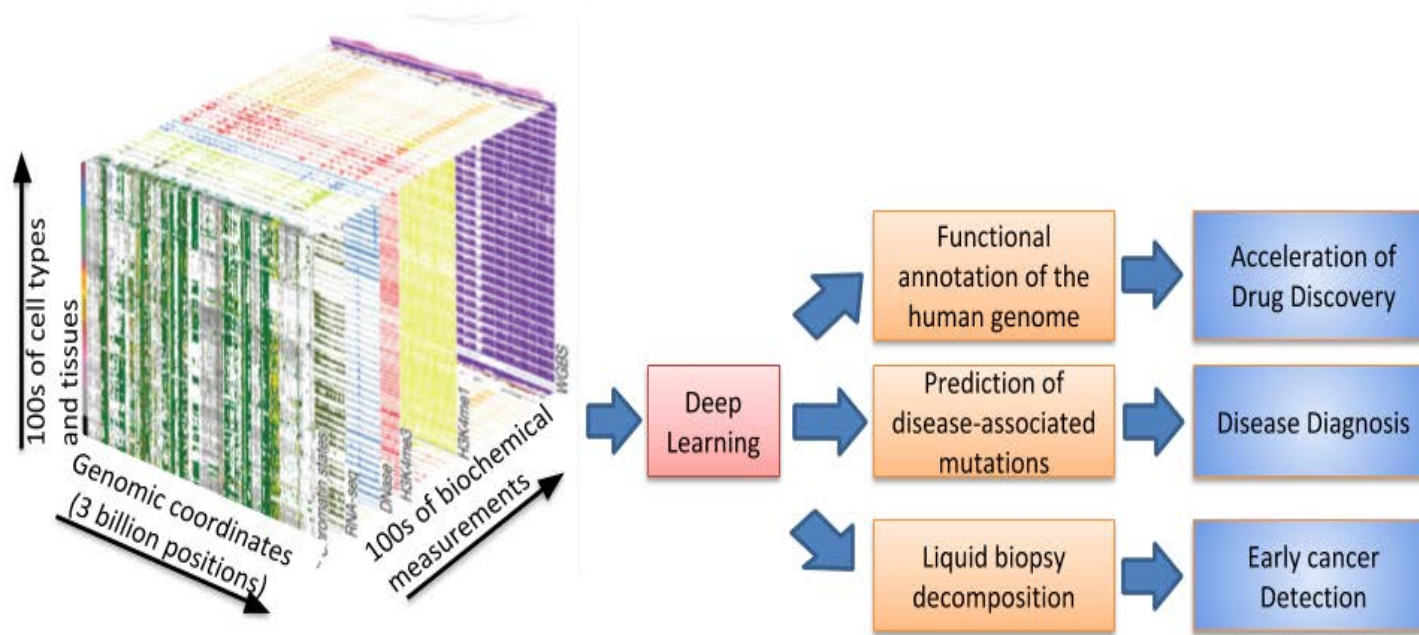 100s of cell types
and tissues
Genomic coordinates
(3 billion positions)
100s of biochemical
measurements
Chromatin states
RNA-seq
DNase
H3K4me3
H3K4me1
WGBS
Deep
Learning
Functional
annotation of the
human genome
Acceleration of
Drug Discovery
Prediction of
disease-associated
mutations
Disease Diagnosis
Liquid biopsy
decomposition
Early cancer
Detection